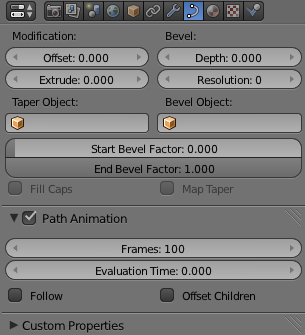 Modification: Bevel:
Offset: 0.000 Depth: 0.000
Extrude: 0.000 Resolution: 0
Taper Object: Bevel Object:
Start Bevel Factor: 0.000
End Bevel Factor: 1.000
Fill Caps Map Taper
Path Animation
Frames: 100
Evaluation Time: 0.000
Follow Offset Children
Custom Properties